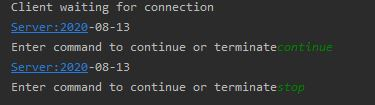 Client waiting for connection
Server:2020-08-13
Enter command to continue or terminatecontinue
Server:2020-08-13
Enter command to continue or terminatestop